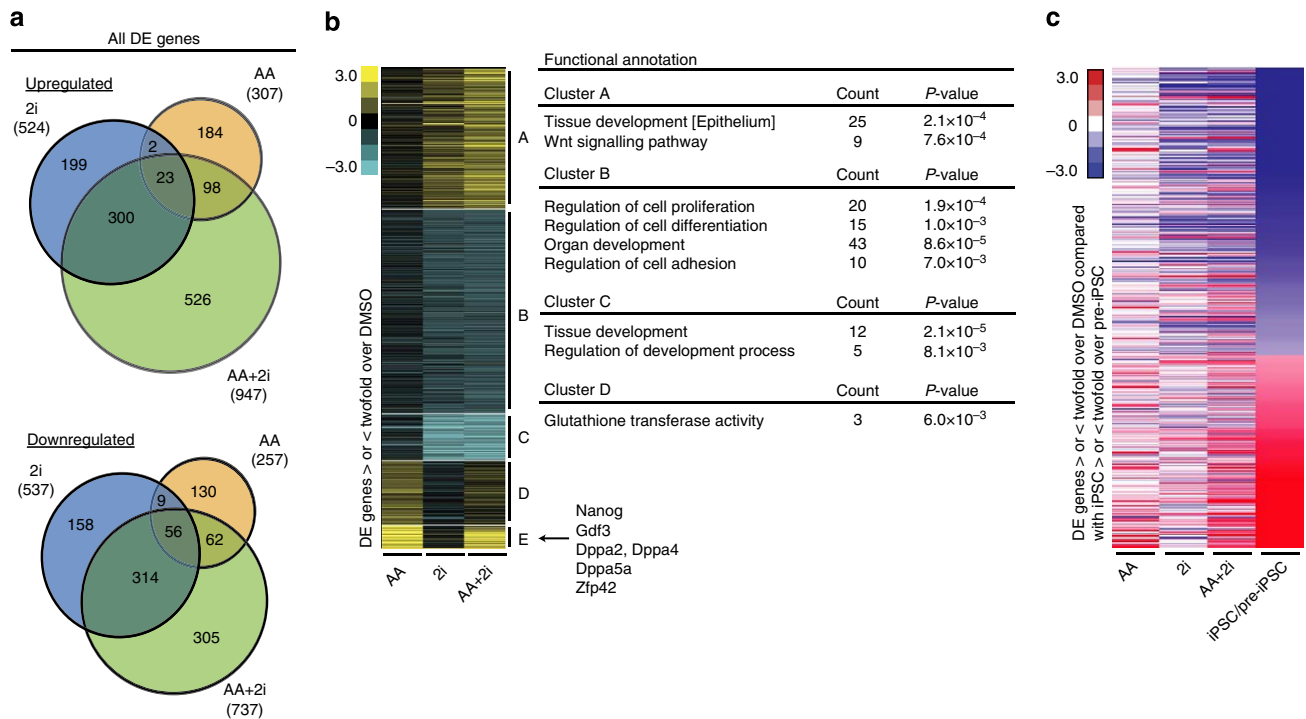 a
All DE genes
Upregulated
AA
(307)
2i
(524)
184
2
199
23
98
300
526
AA+2i
(947)
Downregulated
AA
(257)
2i
(537)
9
130
158
56
62
314
305
AA+2i
(737)
b
3.0
0
–3.0
DE genes > or < twofold over DMSO
A
B
C
D
E
AA
2i
AA+2i
Functional annotation
Cluster A Count P-value
Tissue development [Epithelium] 25 2.1×10⁻⁴
Wnt signalling pathway 9 7.6×10⁻⁴
Cluster B Count P-value
Regulation of cell proliferation 20 1.9×10⁻⁴
Regulation of cell differentiation 15 1.0×10⁻³
Organ development 43 8.6×10⁻⁵
Regulation of cell adhesion 10 7.0×10⁻³
Cluster C Count P-value
Tissue development 12 2.1×10⁻⁵
Regulation of development process 5 8.1×10⁻³
Cluster D Count P-value
Glutathione transferase activity 3 6.0×10⁻³
Nanog
Gdf3
Dppa2, Dppa4
Dppa5a
Zfp42
c
3.0
0
–3.0
DE genes > or < twofold over DMSO compared
with iPSC > or < twofold over pre-iPSC
AA
2i
AA+2i
iPSC/pre-iPSC